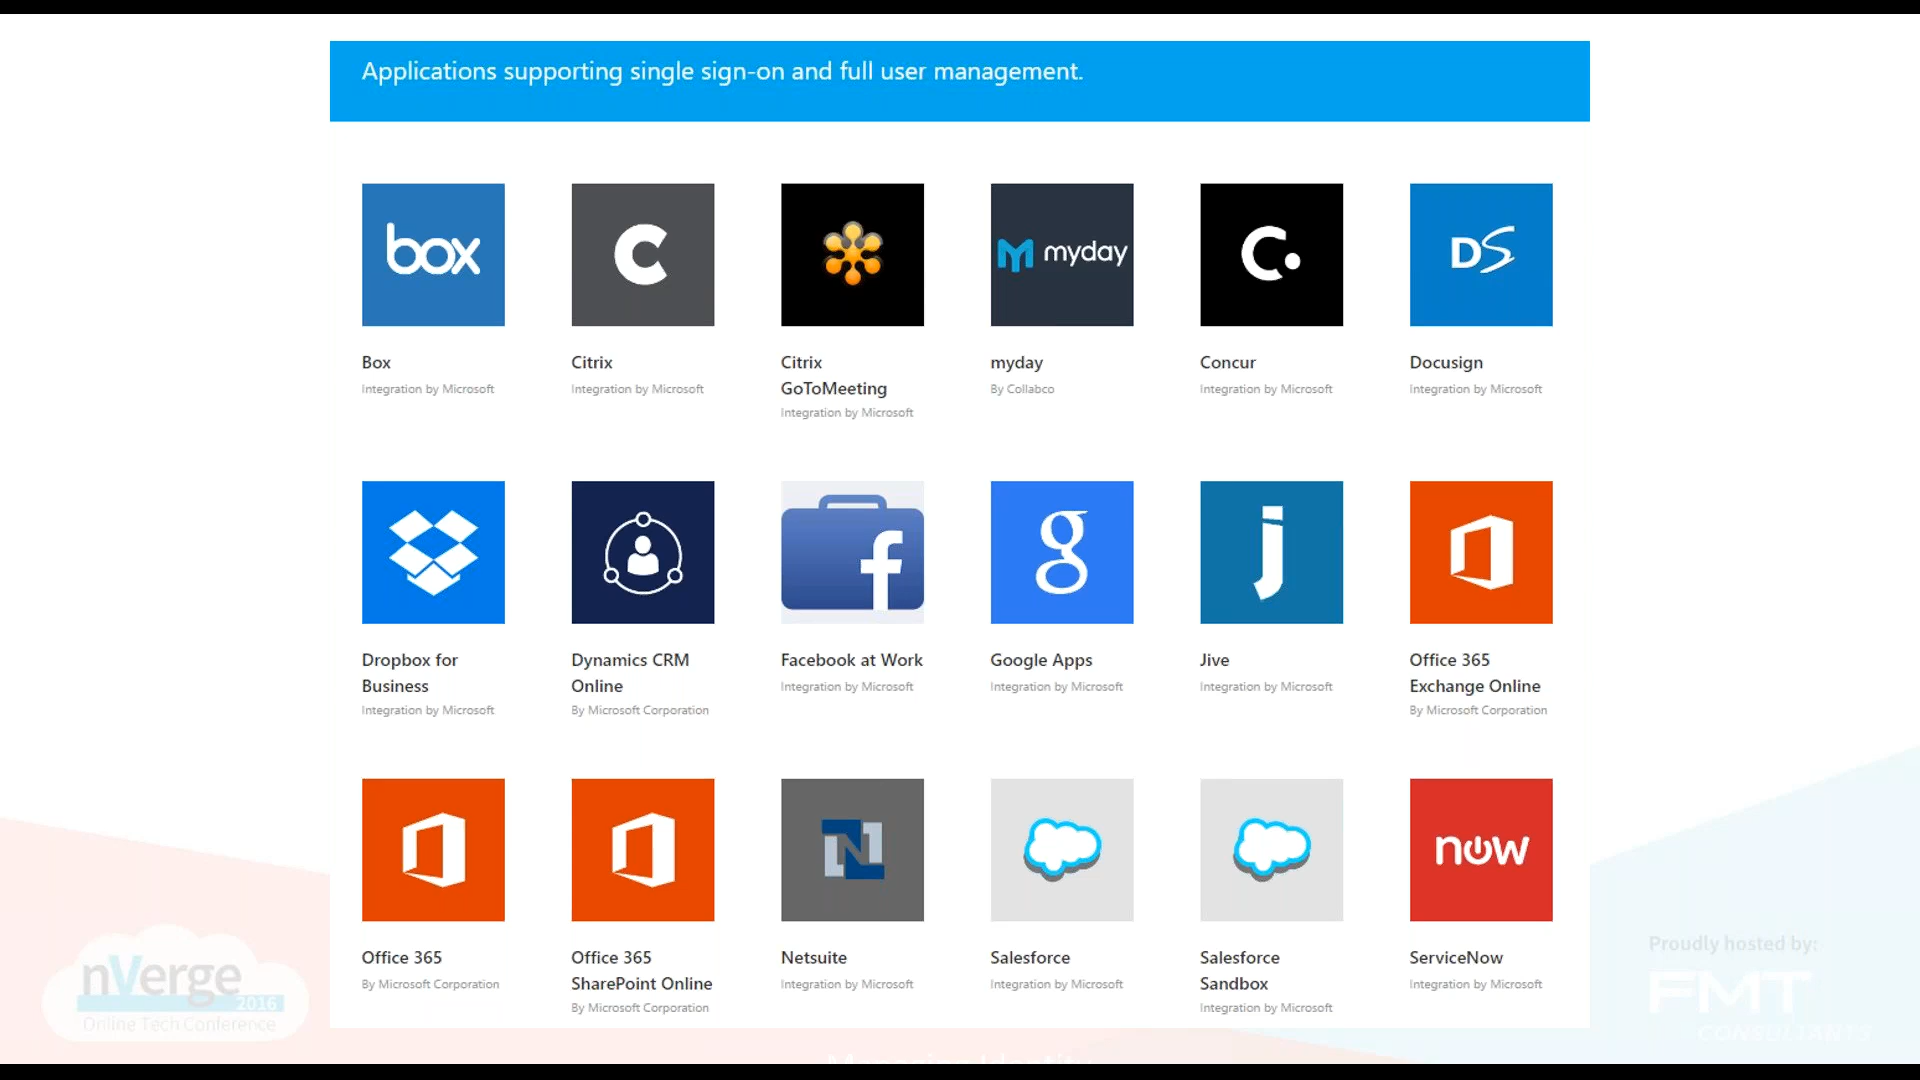 Applications supporting single sign-on and full user management.
box
C
myday
C.
DS
Box
Citrix
Citrix
myday
Concur
Docusign
Integration by Microsoft
Integration by Microsoft
GoToMeeting
By Collabco
Integration by Microsoft
Integration by Microsoft
Integration by Microsoft
f
g
j
Dropbox for
Dynamics CRM
Facebook at Work
Google Apps
Jive
Office 365
Business
Online
Integration by Microsoft
Integration by Microsoft
Integration by Microsoft
Exchange Online
Integration by Microsoft
By Microsoft Corporation
By Microsoft Corporation
N
now
Office 365
Office 365
Netsuite
Salesforce
Salesforce
ServiceNow
By Microsoft Corporation
SharePoint Online
Integration by Microsoft
Integration by Microsoft
Sandbox
Integration by Microsoft
By Microsoft Corporation
Integration by Microsoft
nVerge
2016
Online Tech Conference
Proudly hosted by:
FMT
CONSULTANTS
Managing Identity